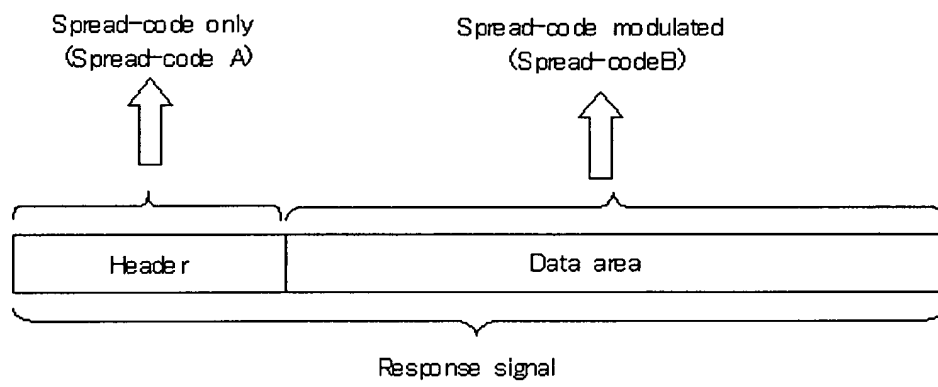 Spread-code only
(Spread-code A)
Spread-code modulated
(Spread-codeB)
Header
Data area
Response signal